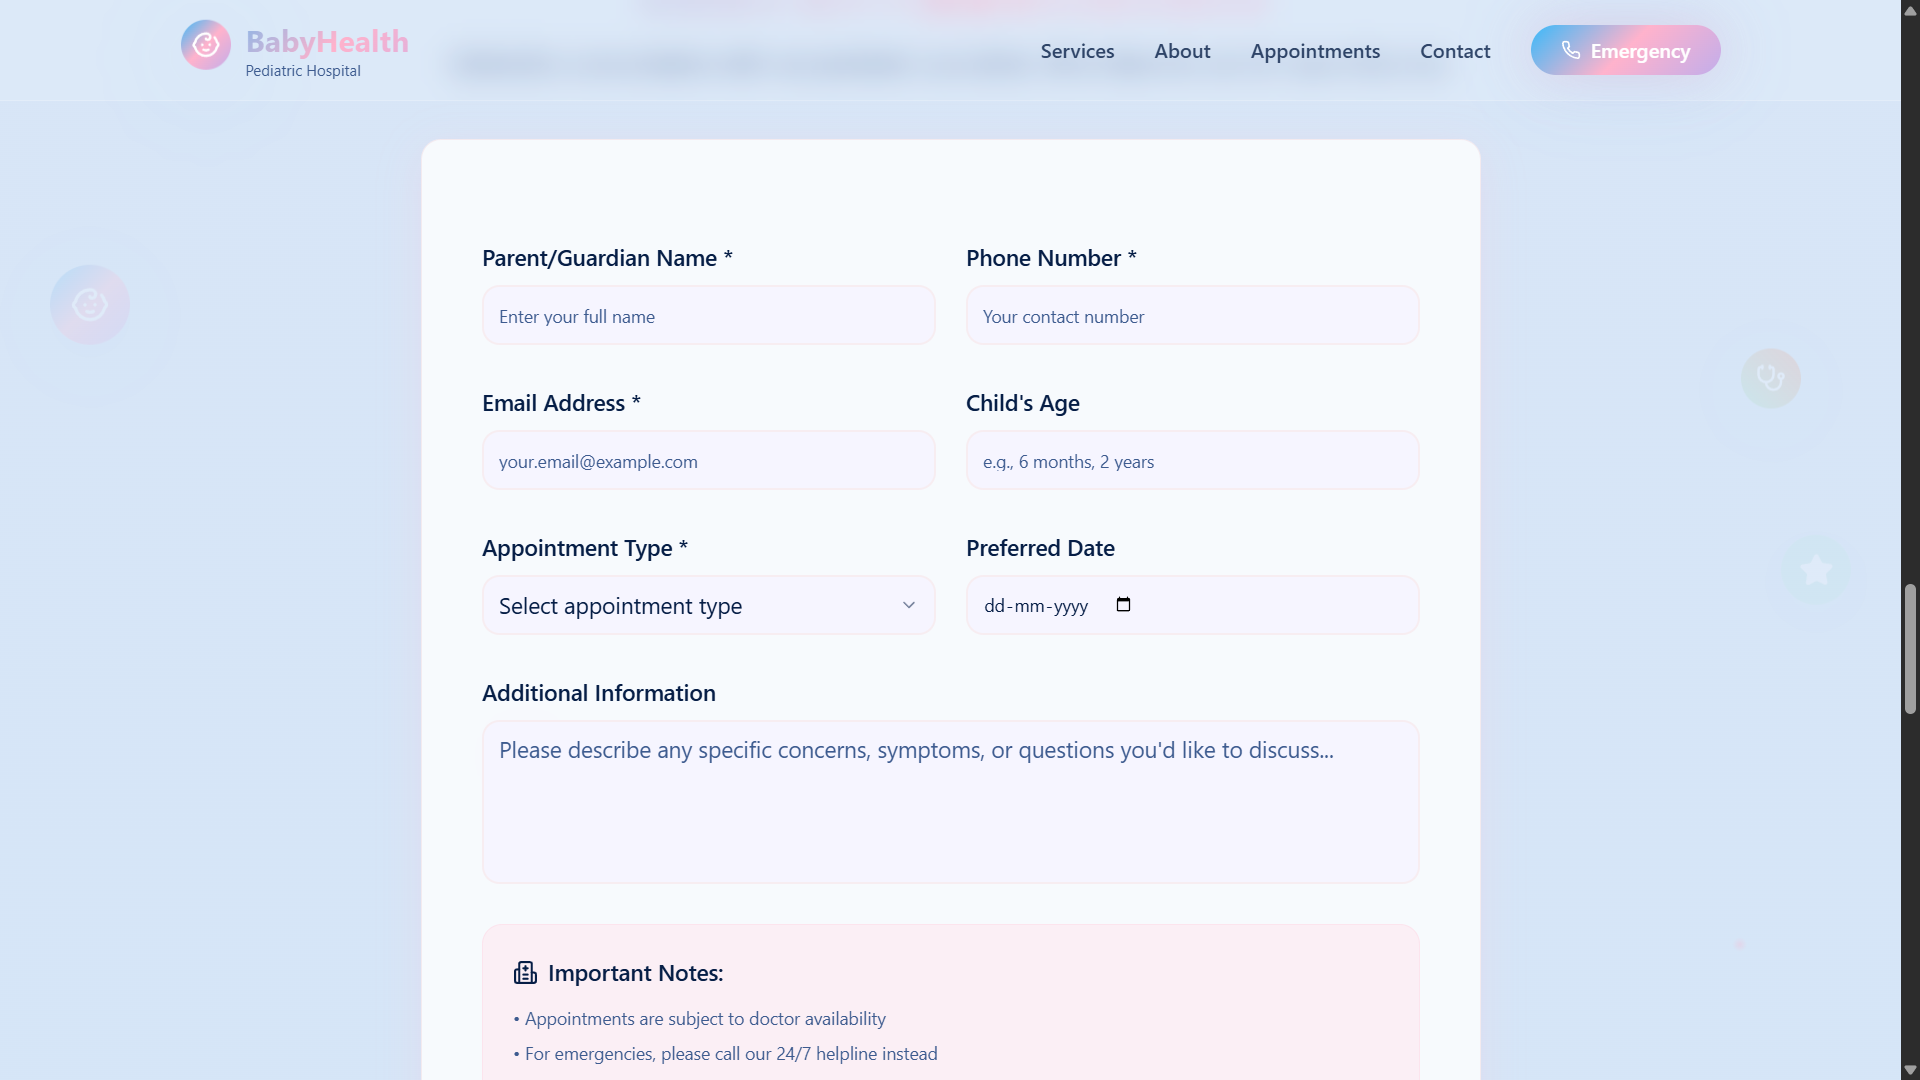 BabyHealth
Pediatric Hospital
Services
About
Appointments
Contact
Emergency
Parent/Guardian Name *
Phone Number *
Enter your full name
Your contact number
Email Address *
Child's Age
your.email@example.com
e.g., 6 months, 2 years
Appointment Type *
Preferred Date
Select appointment type
dd-mm-yyyy
Additional Information
Please describe any specific concerns, symptoms, or questions you'd like to discuss...
Important Notes:
• Appointments are subject to doctor availability
• For emergencies, please call our 24/7 helpline instead